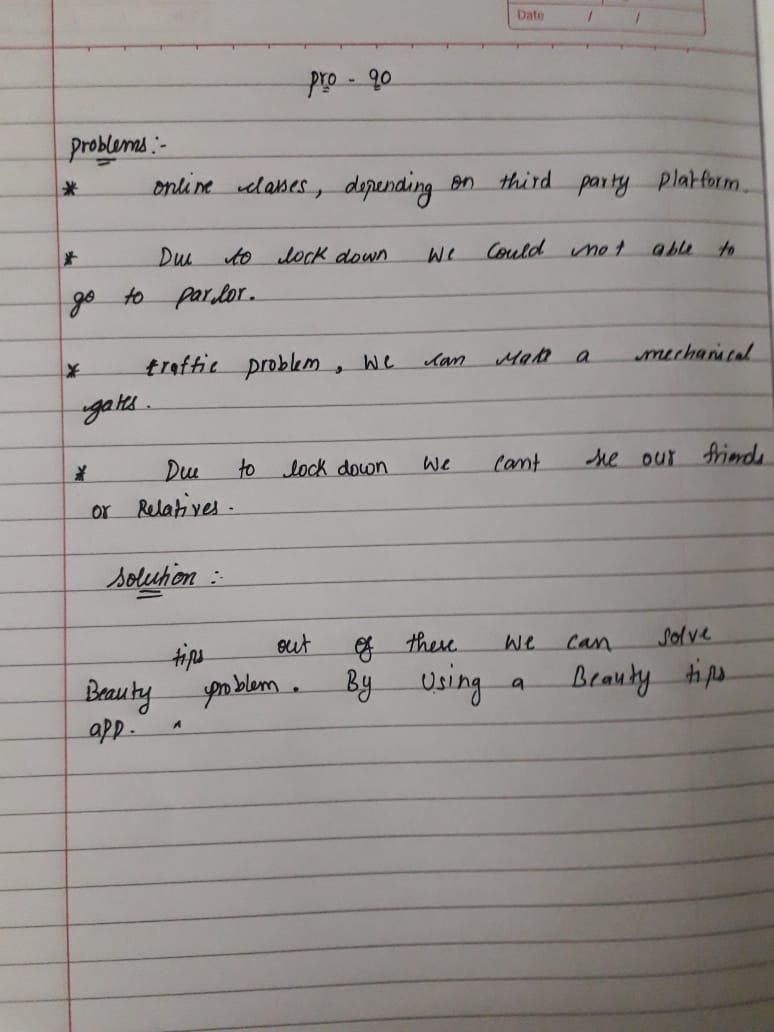 Date / /
pro - 90
problems :-
* online classes, depending on third party platform.
* Due to lock down we could not able to
go to parlor.
* traffic problem, we can make a mechanical
gates.
* Due to lock down we cant see our friends
or Relatives.
solution :-
out of these we can solve
Beauty tips problem. By using a Beauty tips
app.